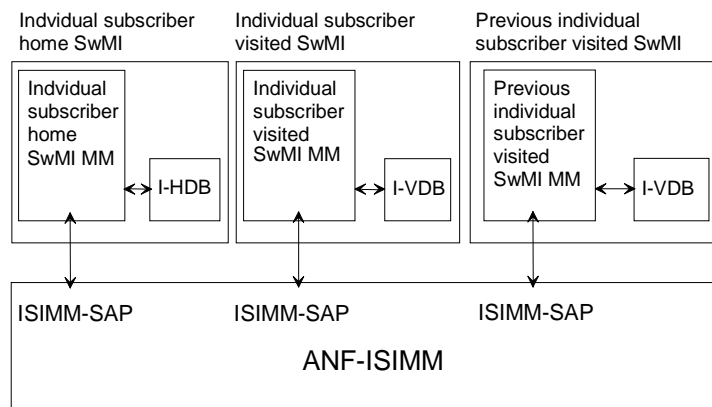 Indvidual subscriber
home SwMI
Individual subscriber
visited SwMI
Previous individual
subscriber visited SwMI
Indvidual
subscriber
home
SwMI MM
I-HDB
Individual
subscriber
visited
SwMI MM
I-VDB
Previous
individual
subscriber
visited
SwMI MM
I-VDB
ISIMM-SAP
ISIMM-SAP
ISIMM-SAP
ANF-ISIMM